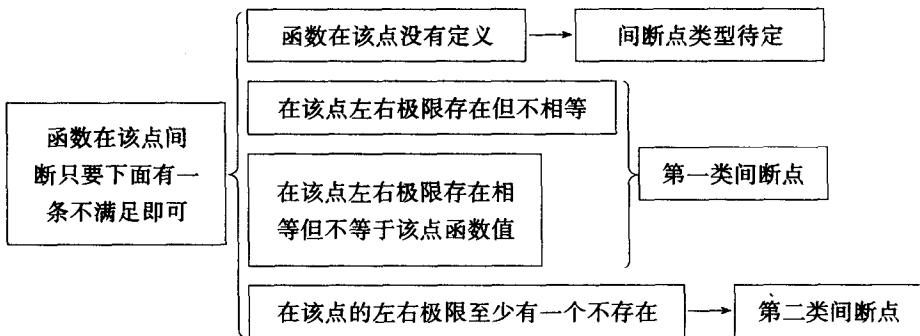 函数在该点没有定义
间断点类型待定
在该点左右极限存在但不相等
函数在该点间
断只要下面有一
条不满足即可
在该点左右极限存在相
等但不等于该点函数值
第一类间断点
在该点的左右极限至少有一个不存在
第二类间断点